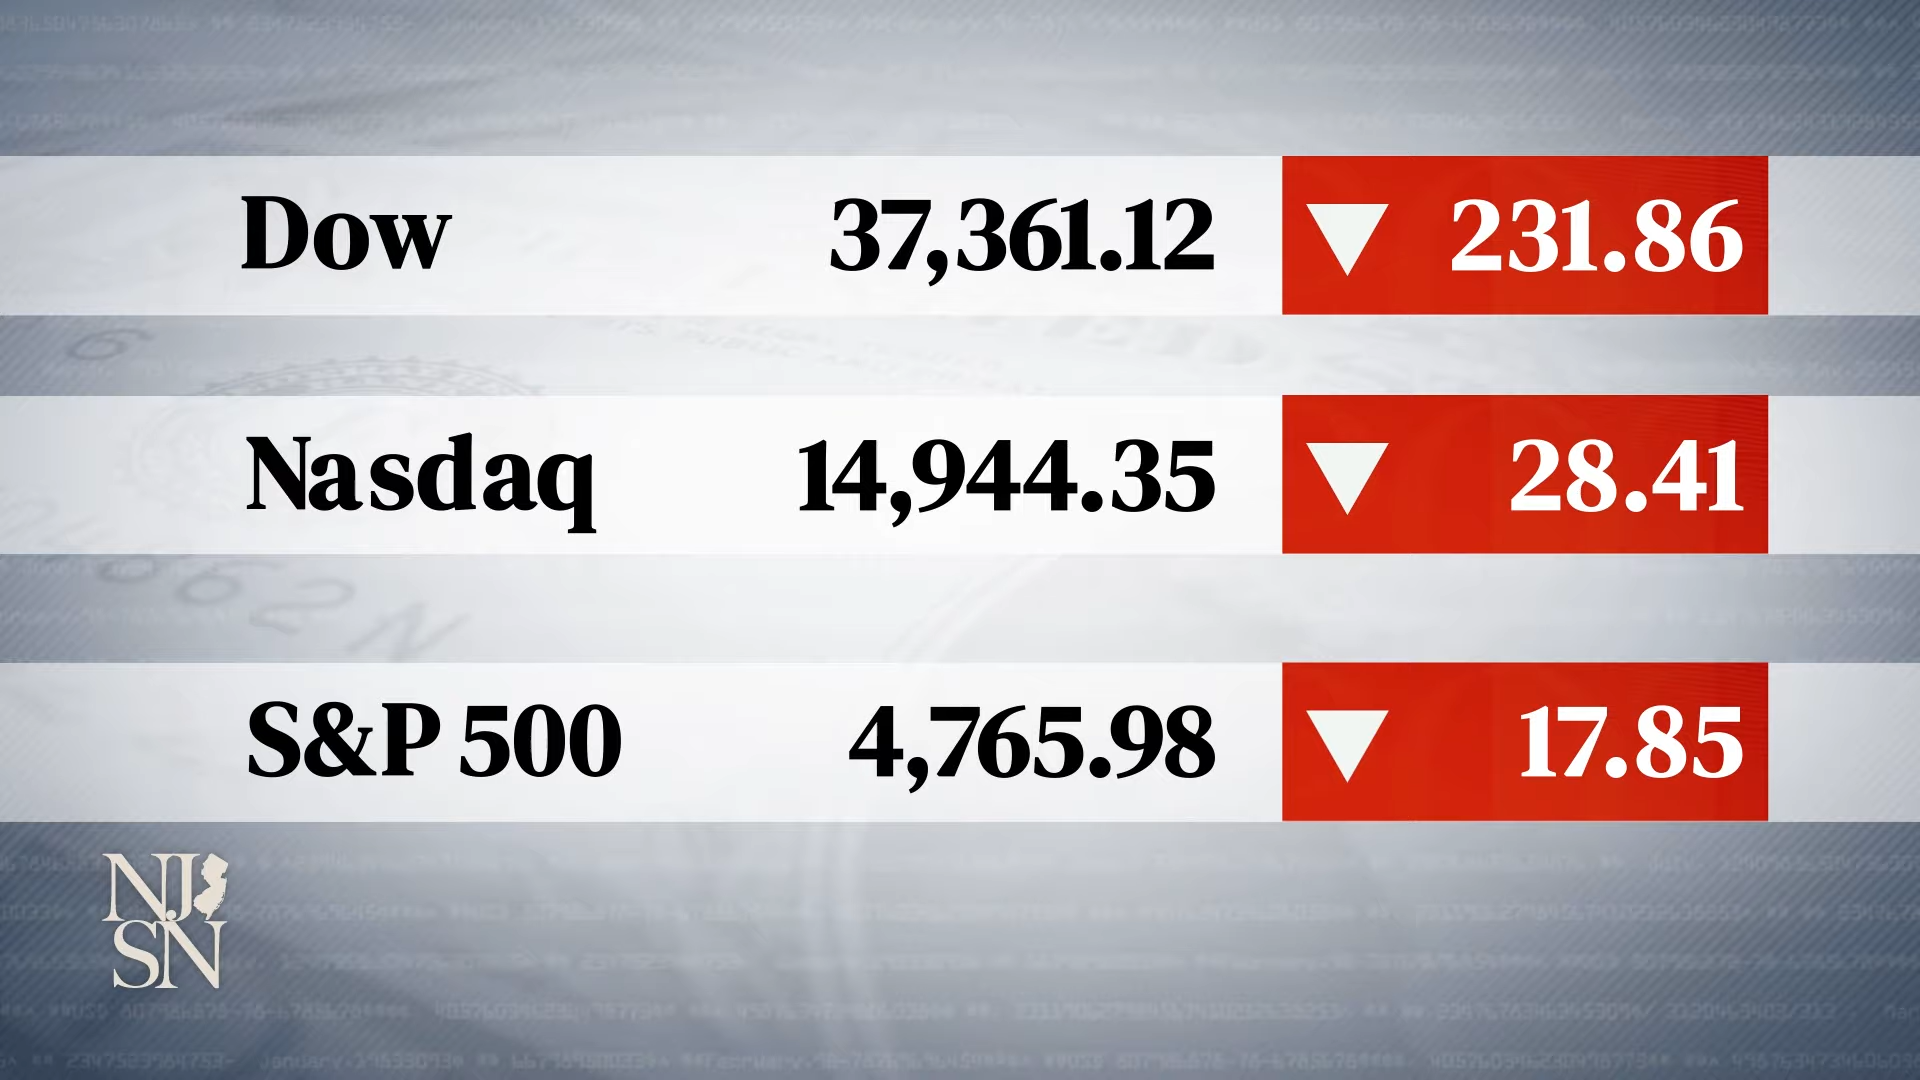 Dow 37,361.12 ▼ 231.86
Nasdaq 14,944.35 ▼ 28.41
S&P 500 4,765.98 ▼ 17.85
NJ
SN